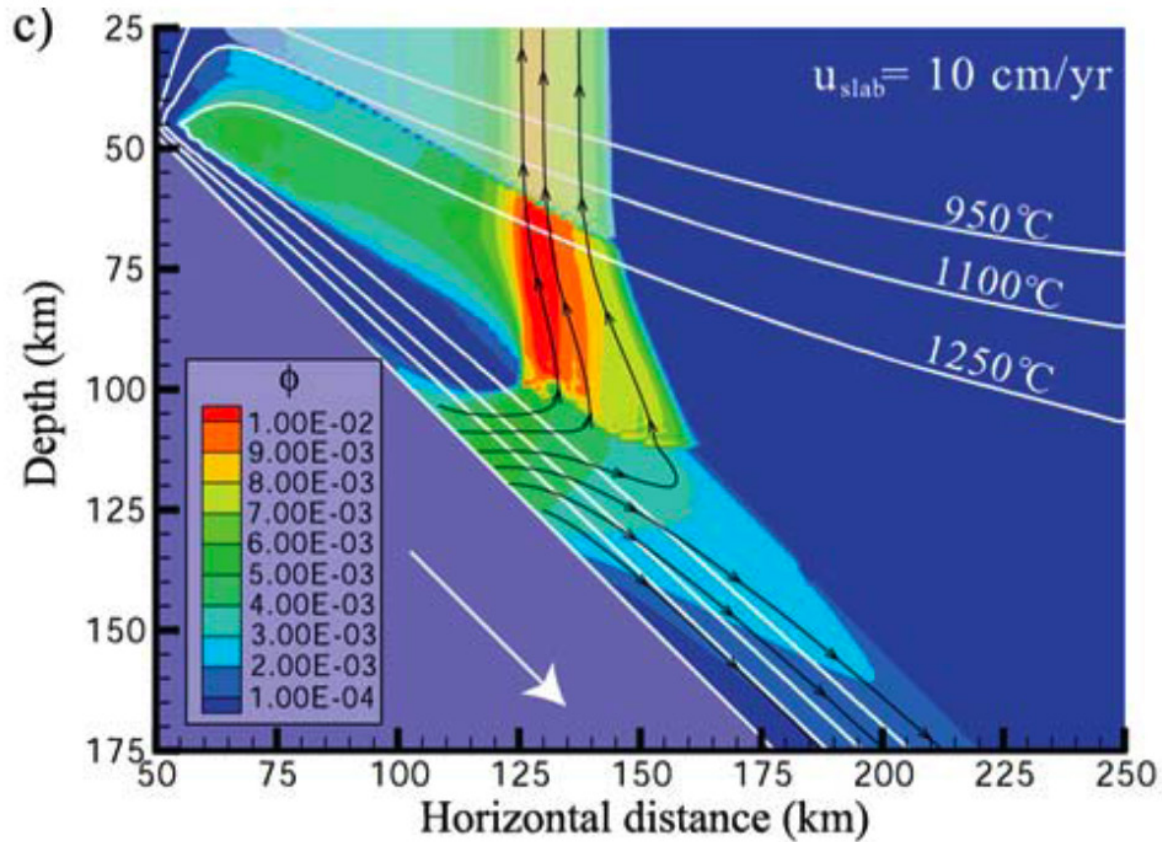 c)
u_slab = 10 cm/yr
950°C
1100°C
1250°C
ϕ
1.00E-02
9.00E-03
8.00E-03
7.00E-03
6.00E-03
5.00E-03
4.00E-03
3.00E-03
2.00E-03
1.00E-04
Depth (km)
25
50
75
100
125
150
175
50 75 100 125 150 175 200 225 250
Horizontal distance (km)